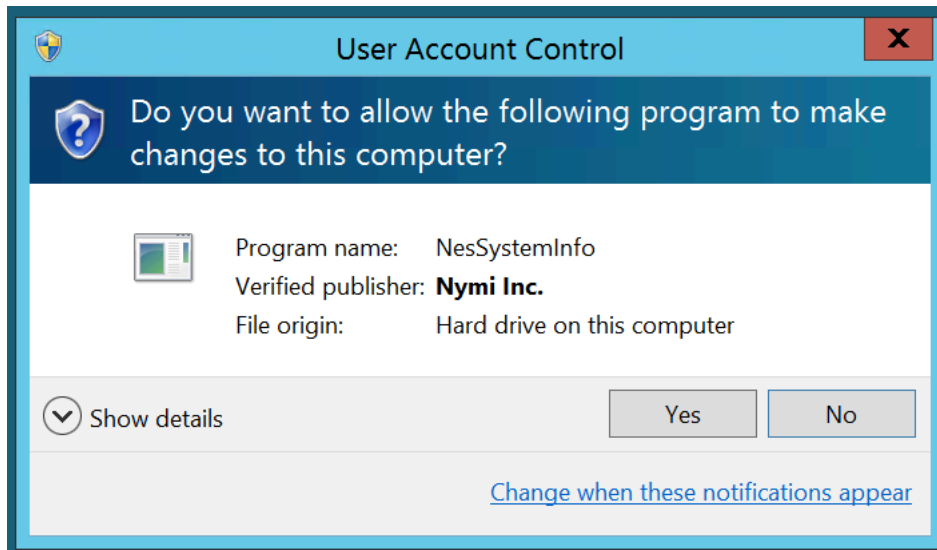 User Account Control
X
Do you want to allow the following program to make
changes to this computer?
Program name: NesSystemInfo
Verified publisher: Nymi Inc.
File origin: Hard drive on this computer
Show details
Yes
No
Change when these notifications appear